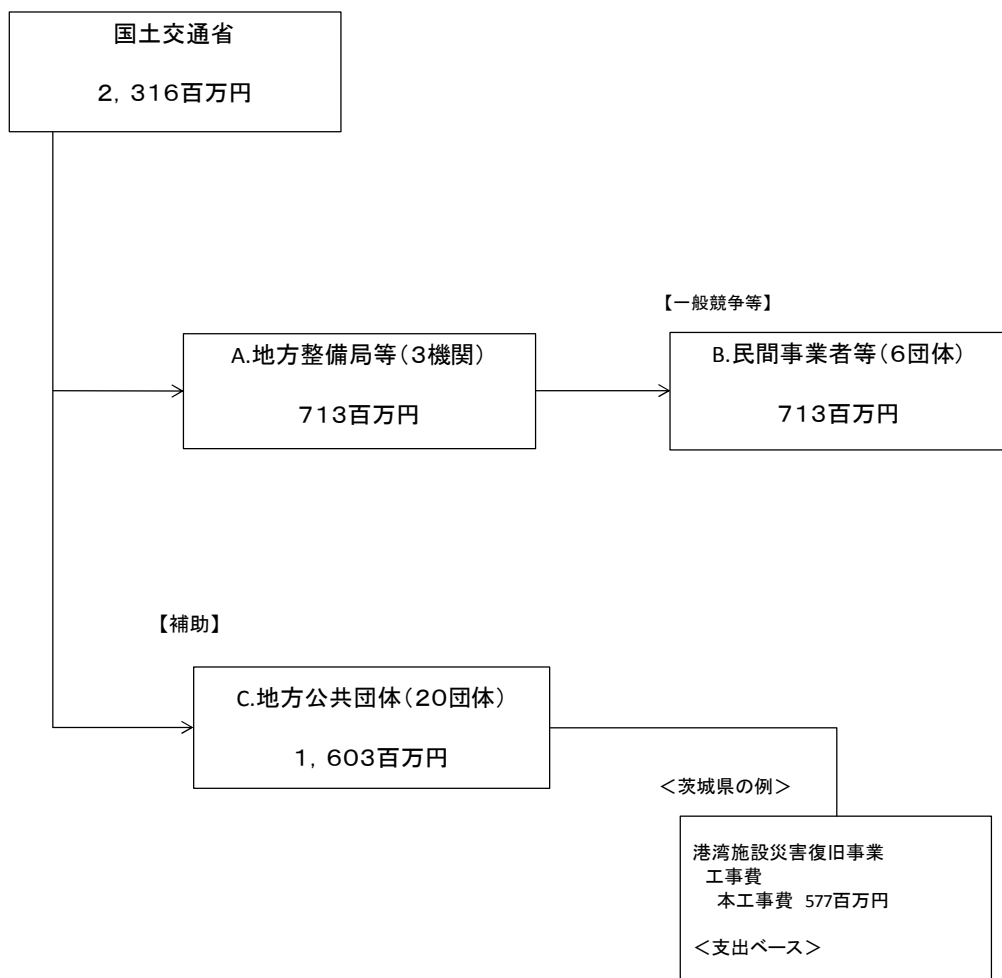 国土交通省
２，３１６百万円
【一般競争等】
A.地方整備局等（３機関）
７１３百万円
B.民間事業者等（６団体）
７１３百万円
【補助】
C.地方公共団体（２０団体）
１，６０３百万円
＜茨城県の例＞
港湾施設災害復旧事業
工事費
本工事費 577百万円
＜支出ベース＞